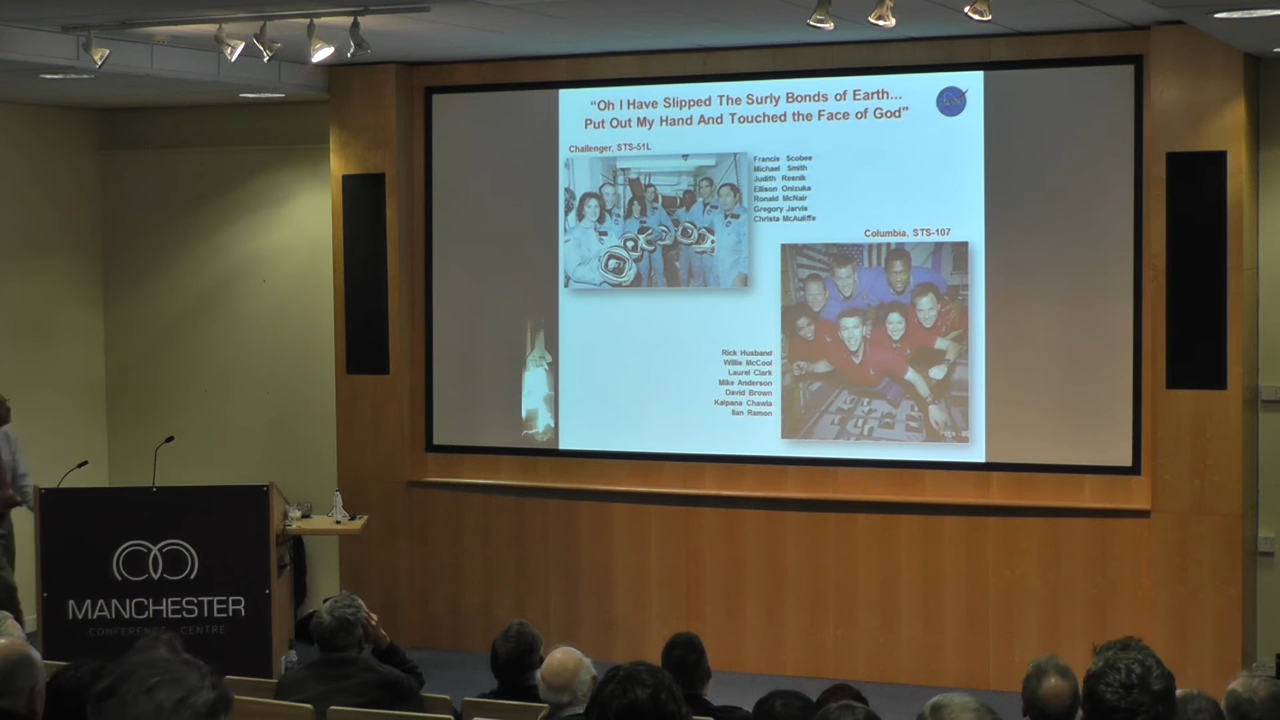 “Oh I Have Slipped The Surly Bonds of Earth...
Put Out My Hand And Touched the Face of God"
Challenger, STS-51L
Francis Scobee
Michael Smith
Judith Resnik
Ellison Onizuka
Ronald McNair
Gregory Jarvis
Christa McAuliffe
Columbia, STS-107
Rick Husband
Willie McCool
Laurel Clark
Mike Anderson
David Brown
Kalpana Chawla
Ilan Ramon
MANCHESTER
CONFERENCE CENTRE